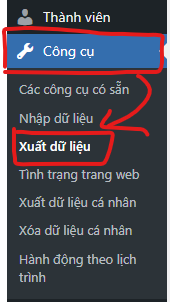 Thành viên
Công cụ
Các công cụ có sẵn
Nhập dữ liệu
Xuất dữ liệu
Tình trạng trang web
Xuất dữ liệu cá nhân
Xóa dữ liệu cá nhân
Hành động theo lịch
trình